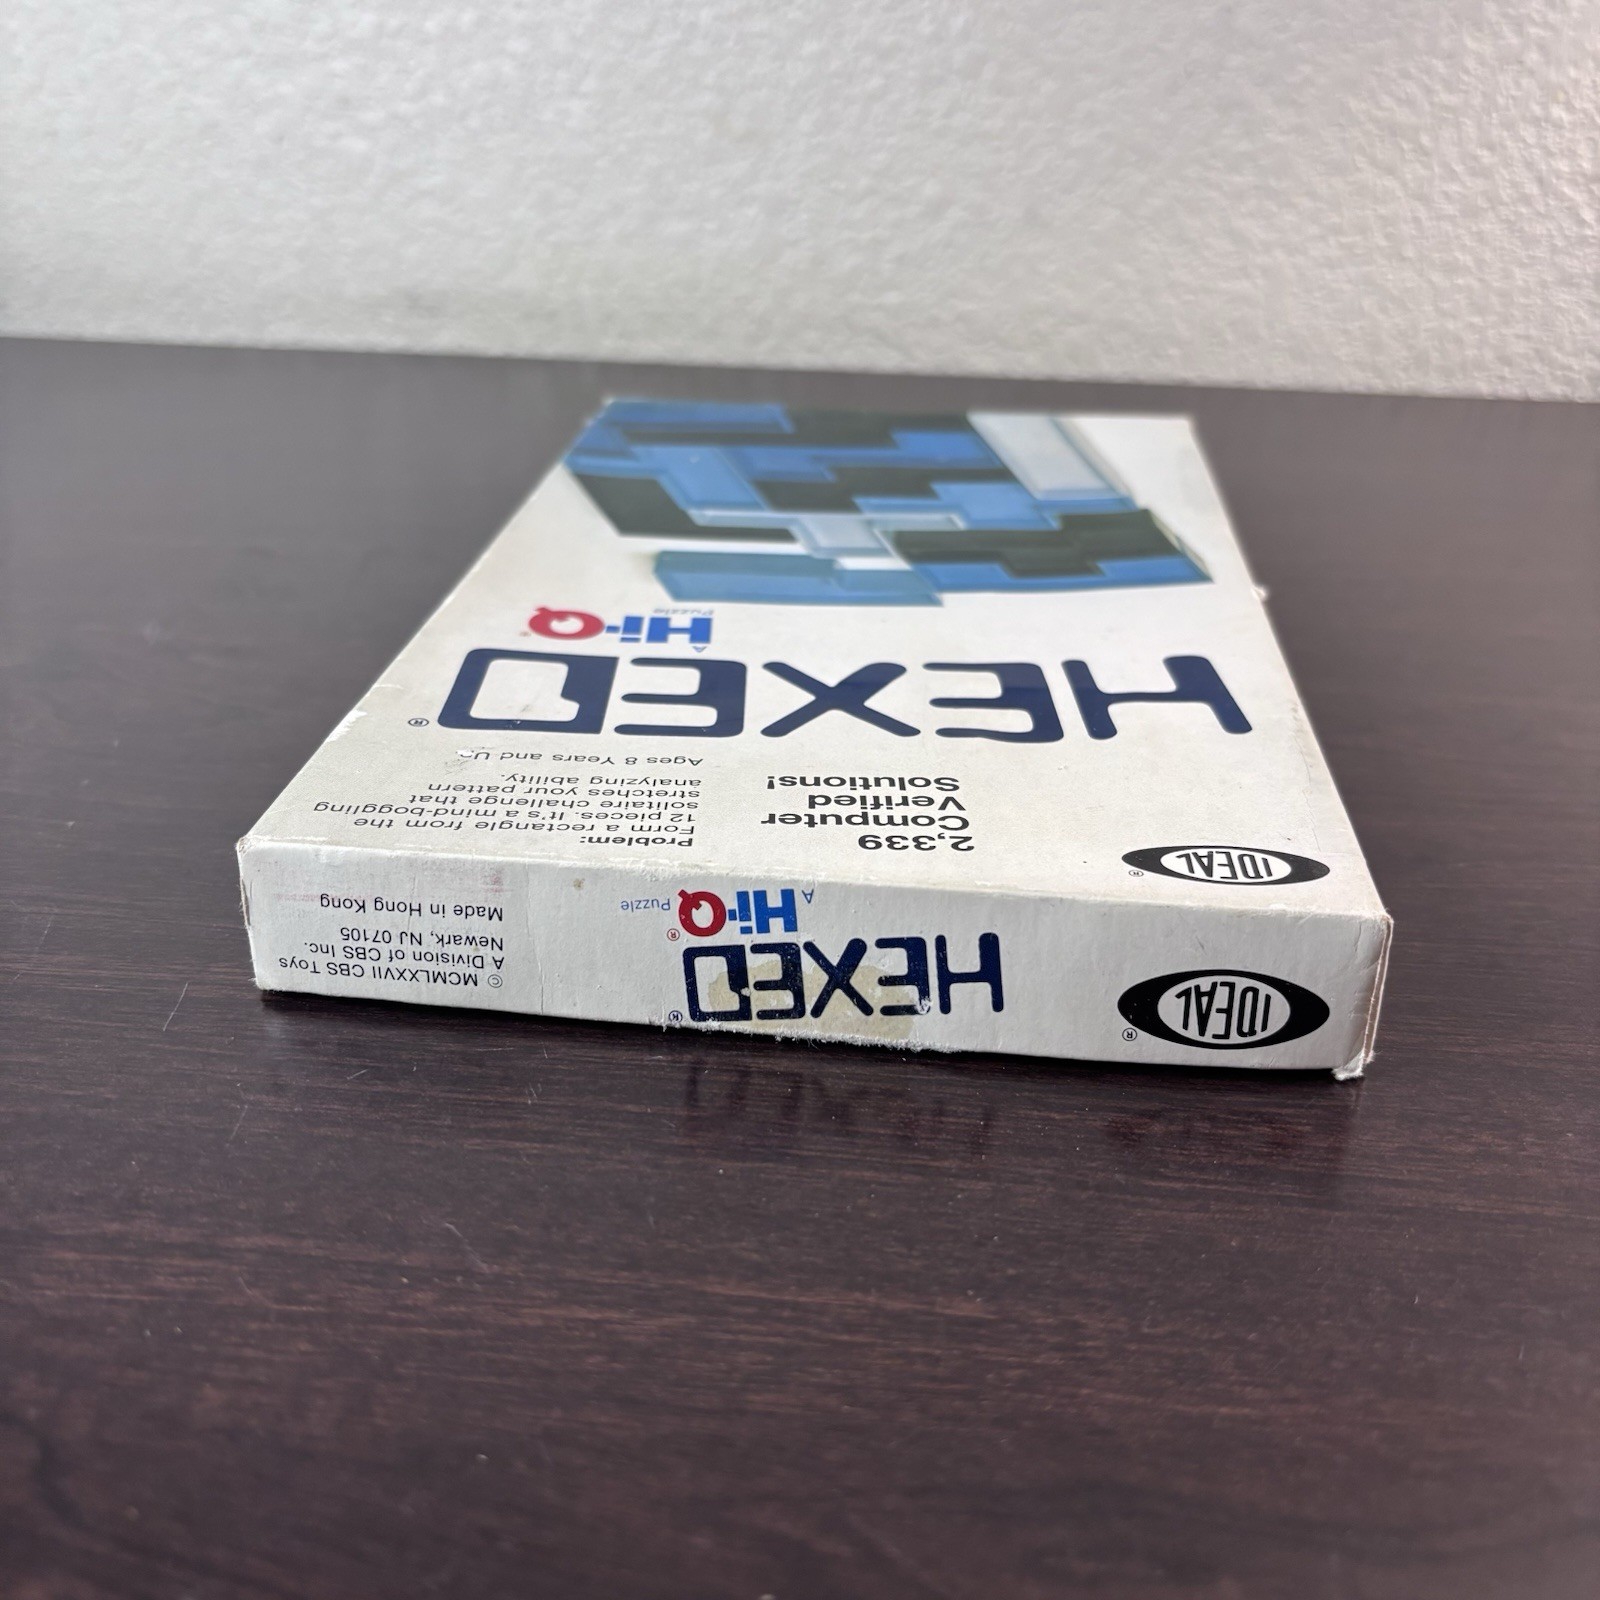 IDEAL®
2,339
Computer
Verified
Solutions!
Problem:
Form a rectangle from the
12 pieces. It's a mind-boggling
solitaire challenge that
stretches your pattern
analyzing ability.
Ages 8 Years and Up.
HEXED®
A
Hi-Q®
Puzzle
IDEAL®
HEXED®
A Hi-Q® Puzzle
© MCMLXXVII CBS Toys
A Division of CBS Inc.
Newark, NJ 07105
Made in Hong Kong